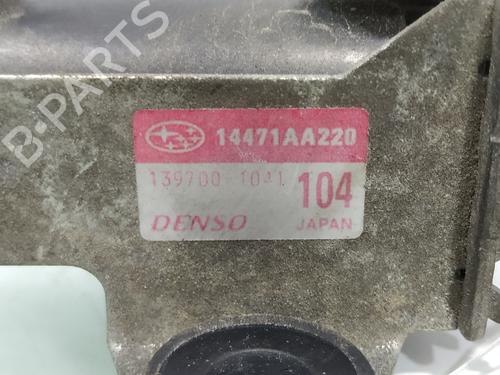 B-PARTS
14471AA220
139700-1041
104
DENSO
JAPAN